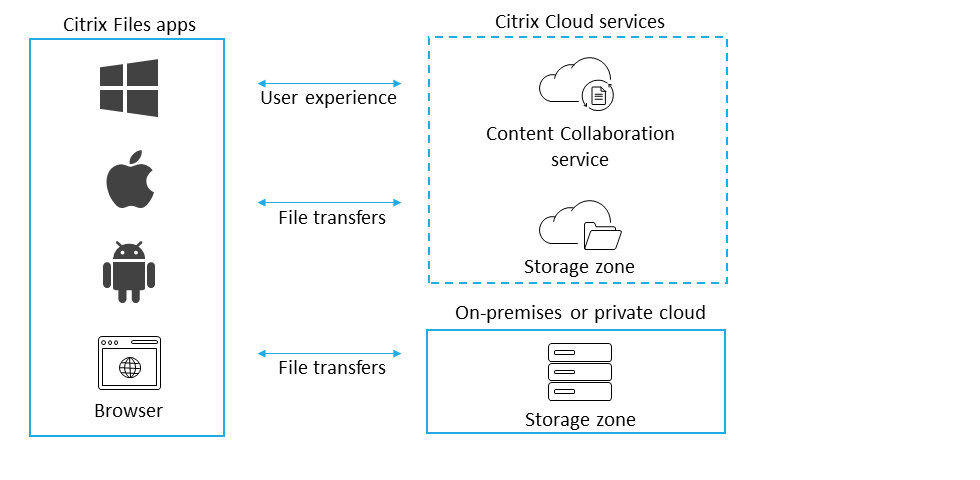 Citrix Files apps
Citrix Cloud services
User experience
Content Collaboration
service
File transfers
Storage zone
On-premises or private cloud
File transfers
Browser
Storage zone